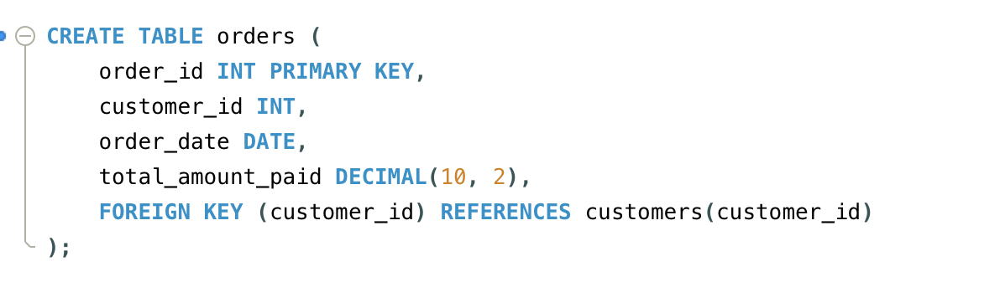 CREATE TABLE orders (
    order_id INT PRIMARY KEY,
    customer_id INT,
    order_date DATE,
    total_amount_paid DECIMAL(10, 2),
    FOREIGN KEY (customer_id) REFERENCES customers(customer_id)
);